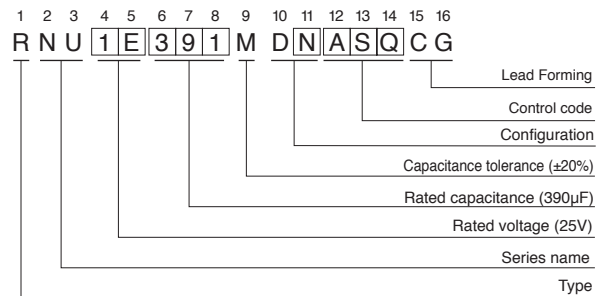 1 2 3 4 5 6 7 8 9 10 11 12 13 14 15 16
R N U 1 E 3 9 1 M D N A S Q C G
Lead Forming
Control code
Configuration
Capacitance tolerance (±20%)
Rated capacitance (390µF)
Rated voltage (25V)
Series name
Type